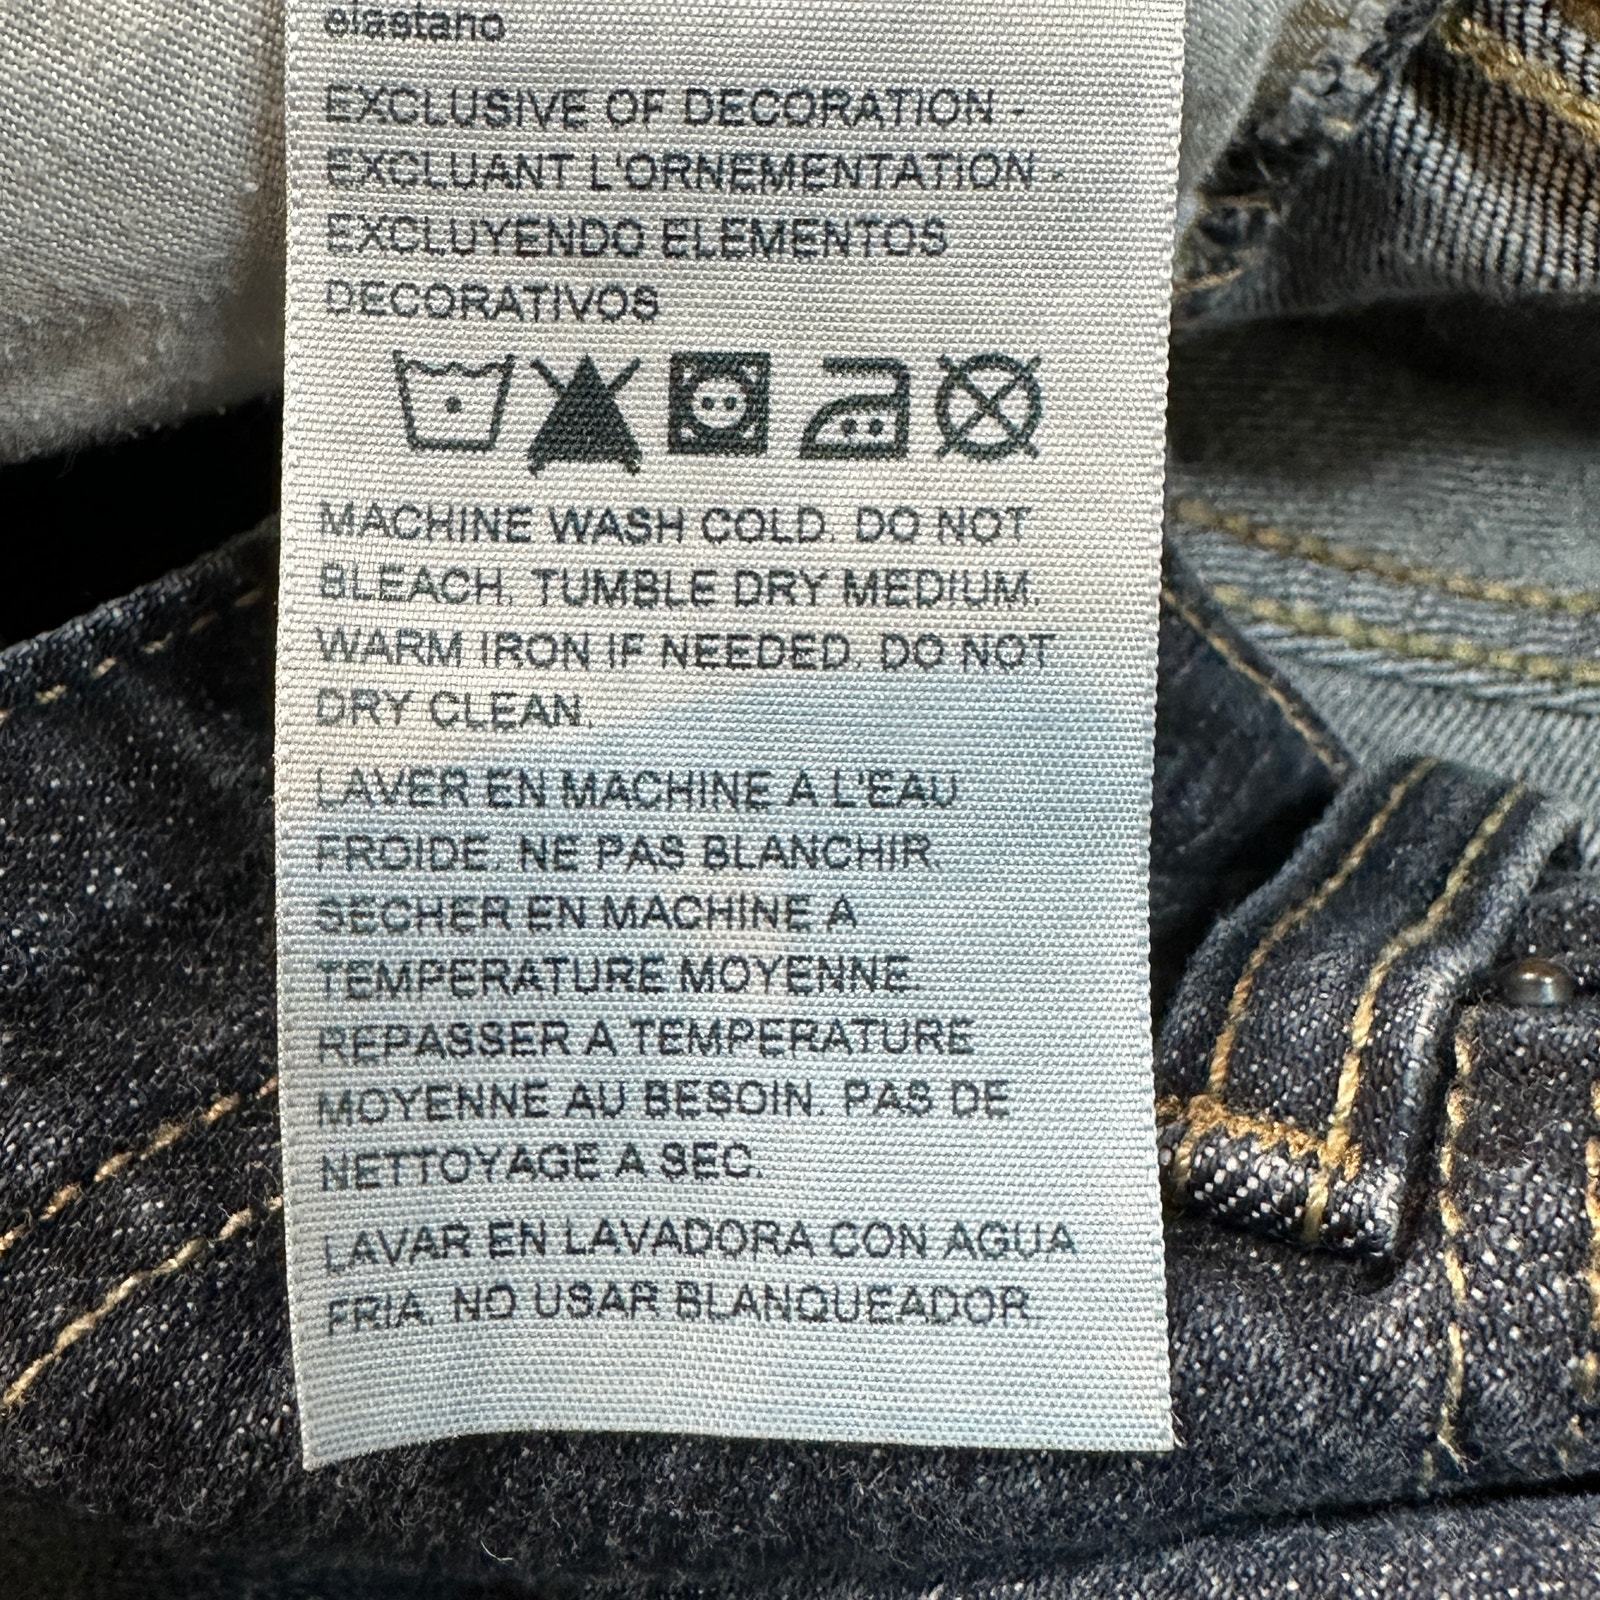 elastano
EXCLUSIVE OF DECORATION -
EXCLUANT L'ORNEMENTATION -
EXCLUYENDO ELEMENTOS
DECORATIVOS
MACHINE WASH COLD. DO NOT
BLEACH. TUMBLE DRY MEDIUM.
WARM IRON IF NEEDED. DO NOT
DRY CLEAN.
LAVER EN MACHINE A L'EAU
FROIDE. NE PAS BLANCHIR.
SECHER EN MACHINE A
TEMPERATURE MOYENNE.
REPASSER A TEMPERATURE
MOYENNE AU BESOIN. PAS DE
NETTOYAGE A SEC.
LAVAR EN LAVADORA CON AGUA
FRIA. NO USAR BLANQUEADOR